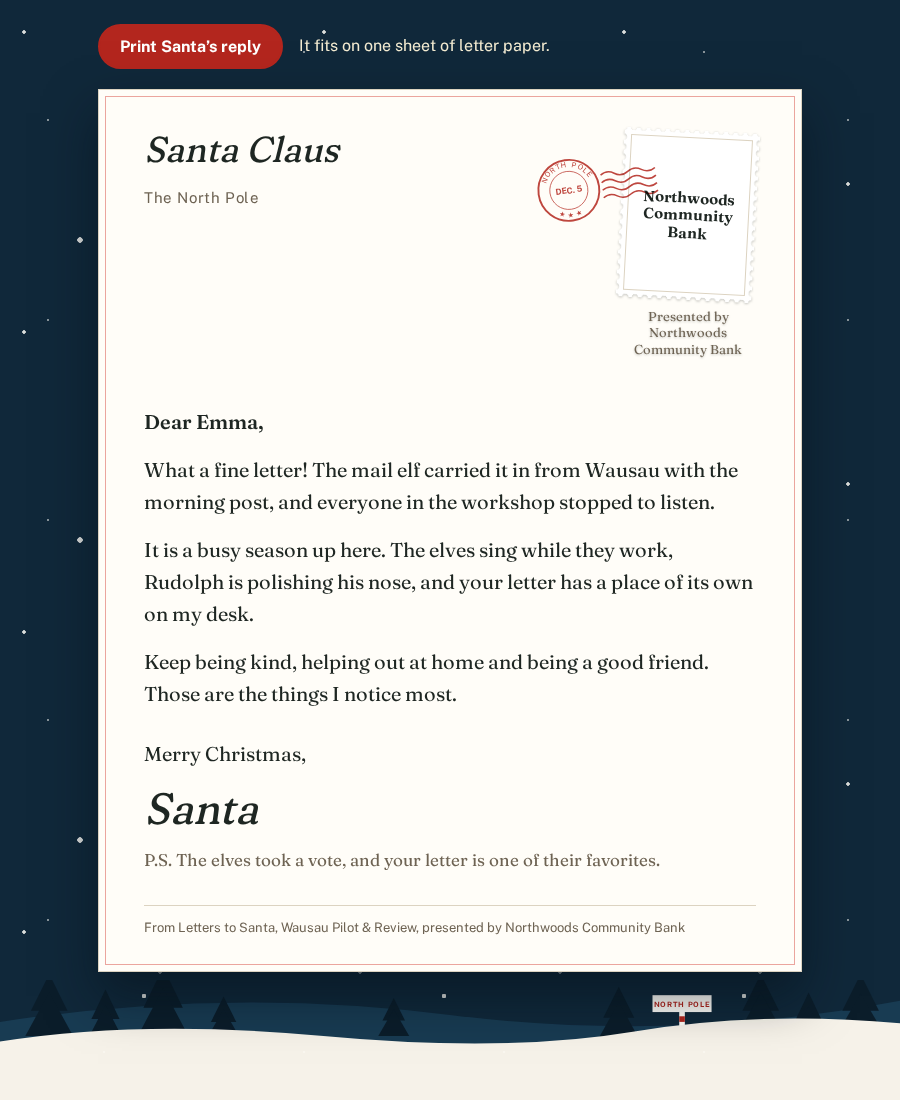 Print Santa’s reply
It fits on one sheet of letter paper.
Santa Claus
The North Pole
NORTH POLE
DEC. 5
Northwoods
Community
Bank
Presented by
Northwoods
Community Bank
Dear Emma,
What a fine letter! The mail elf carried it in from Wausau with the
morning post, and everyone in the workshop stopped to listen.
It is a busy season up here. The elves sing while they work,
Rudolph is polishing his nose, and your letter has a place of its own
on my desk.
Keep being kind, helping out at home and being a good friend.
Those are the things I notice most.
Merry Christmas,
Santa
P.S. The elves took a vote, and your letter is one of their favorites.
From Letters to Santa, Wausau Pilot & Review, presented by Northwoods Community Bank
NORTH POLE